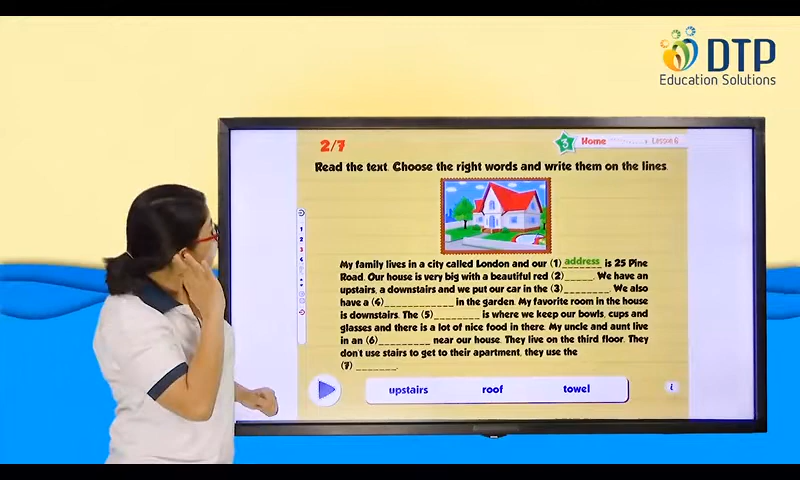 DTP
Education Solutions
2/7
3 Home
Lesson 6
Read the text. Choose the right words and write them on the lines.
1
2
3
4
My family lives in a city called London and our (1) address is 25 Pine
Road. Our house is very big with a beautiful red (2)______. We have an
upstairs, a downstairs and we put our car in the (3)________. We also
have a (4)____________ in the garden. My favorite room in the house
is downstairs. The (5)________ is where we keep our bowls, cups and
glasses and there is a lot of nice food in there. My uncle and aunt live
in an (6)_________ near our house. They live on the third floor. They
don't use stairs to get to their apartment, they use the
(7) _______.
upstairs roof towel
i